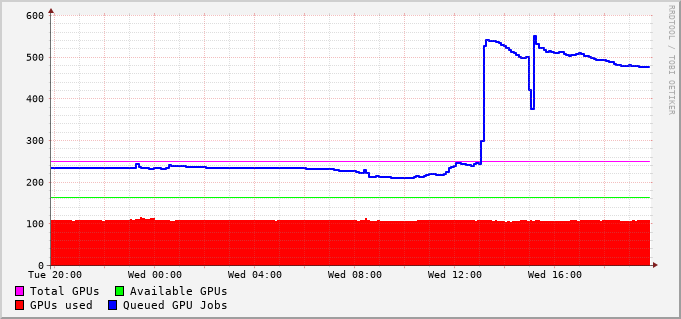 600
500
400
300
200
100
0
Tue 20:00 Wed 00:00 Wed 04:00 Wed 08:00 Wed 12:00 Wed 16:00
Total GPUs Available GPUs
GPUs used Queued GPU Jobs
RRDTOOL / TOBI OETIKER